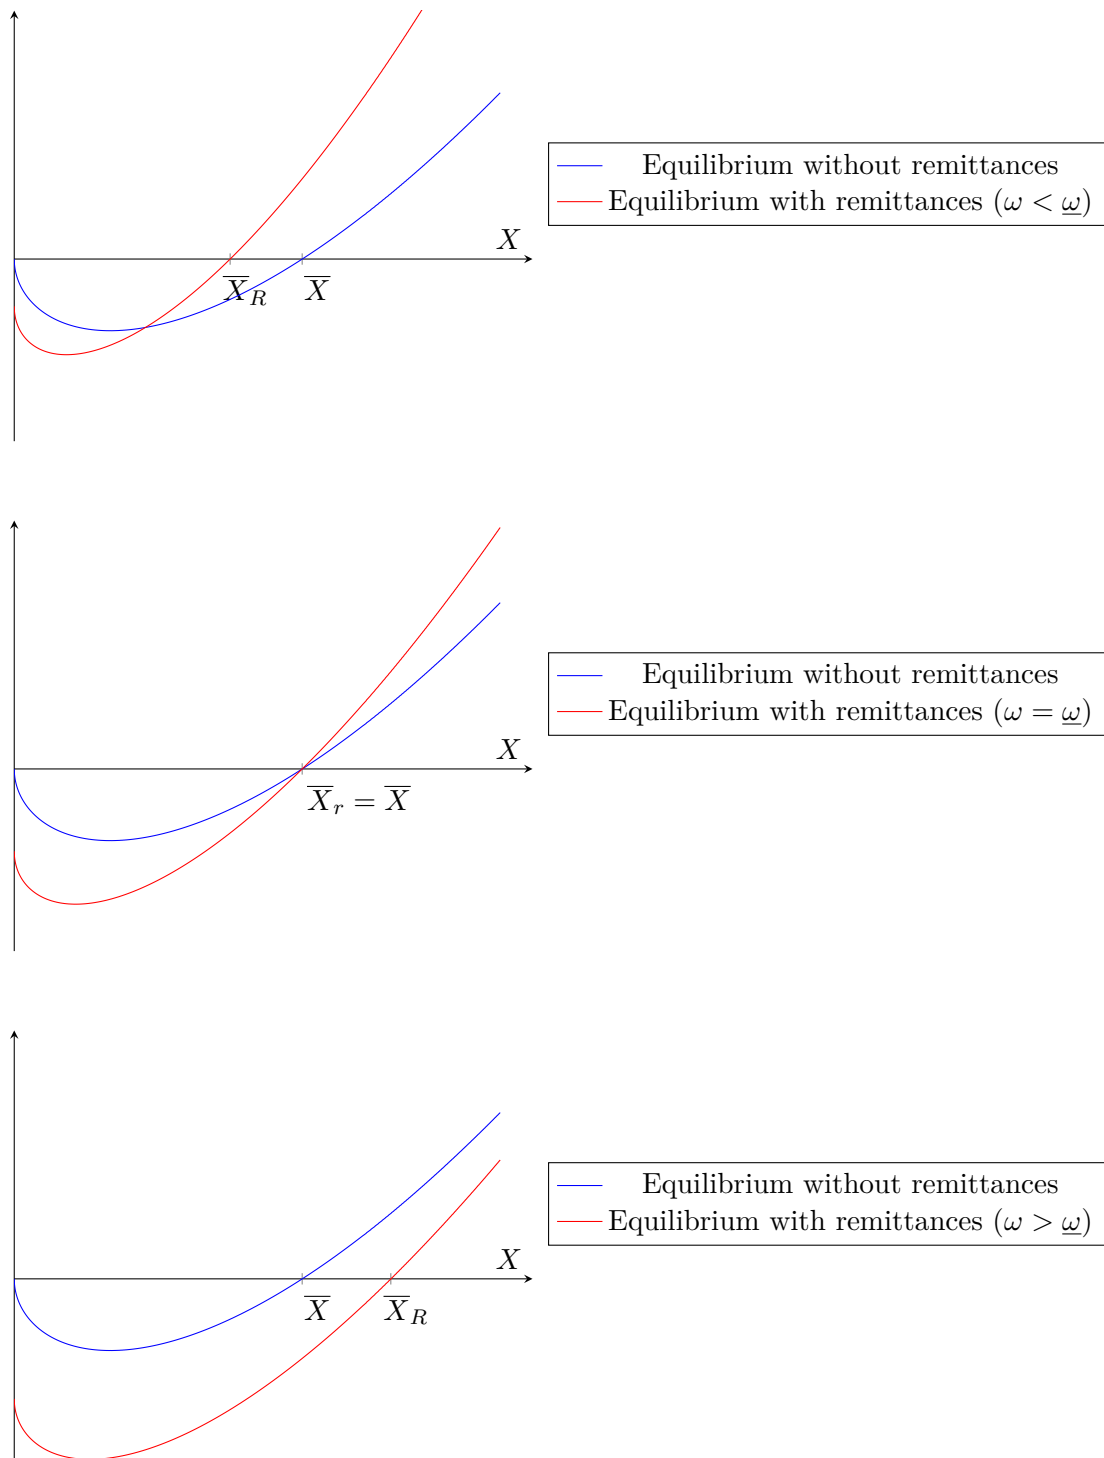 Equilibrium without remittances
Equilibrium with remittances (ω < ω̲)
X
X̅_R X̅
Equilibrium without remittances
Equilibrium with remittances (ω = ω̲)
X
X̅_r = X̅
Equilibrium without remittances
Equilibrium with remittances (ω > ω̲)
X
X̅ X̅_R